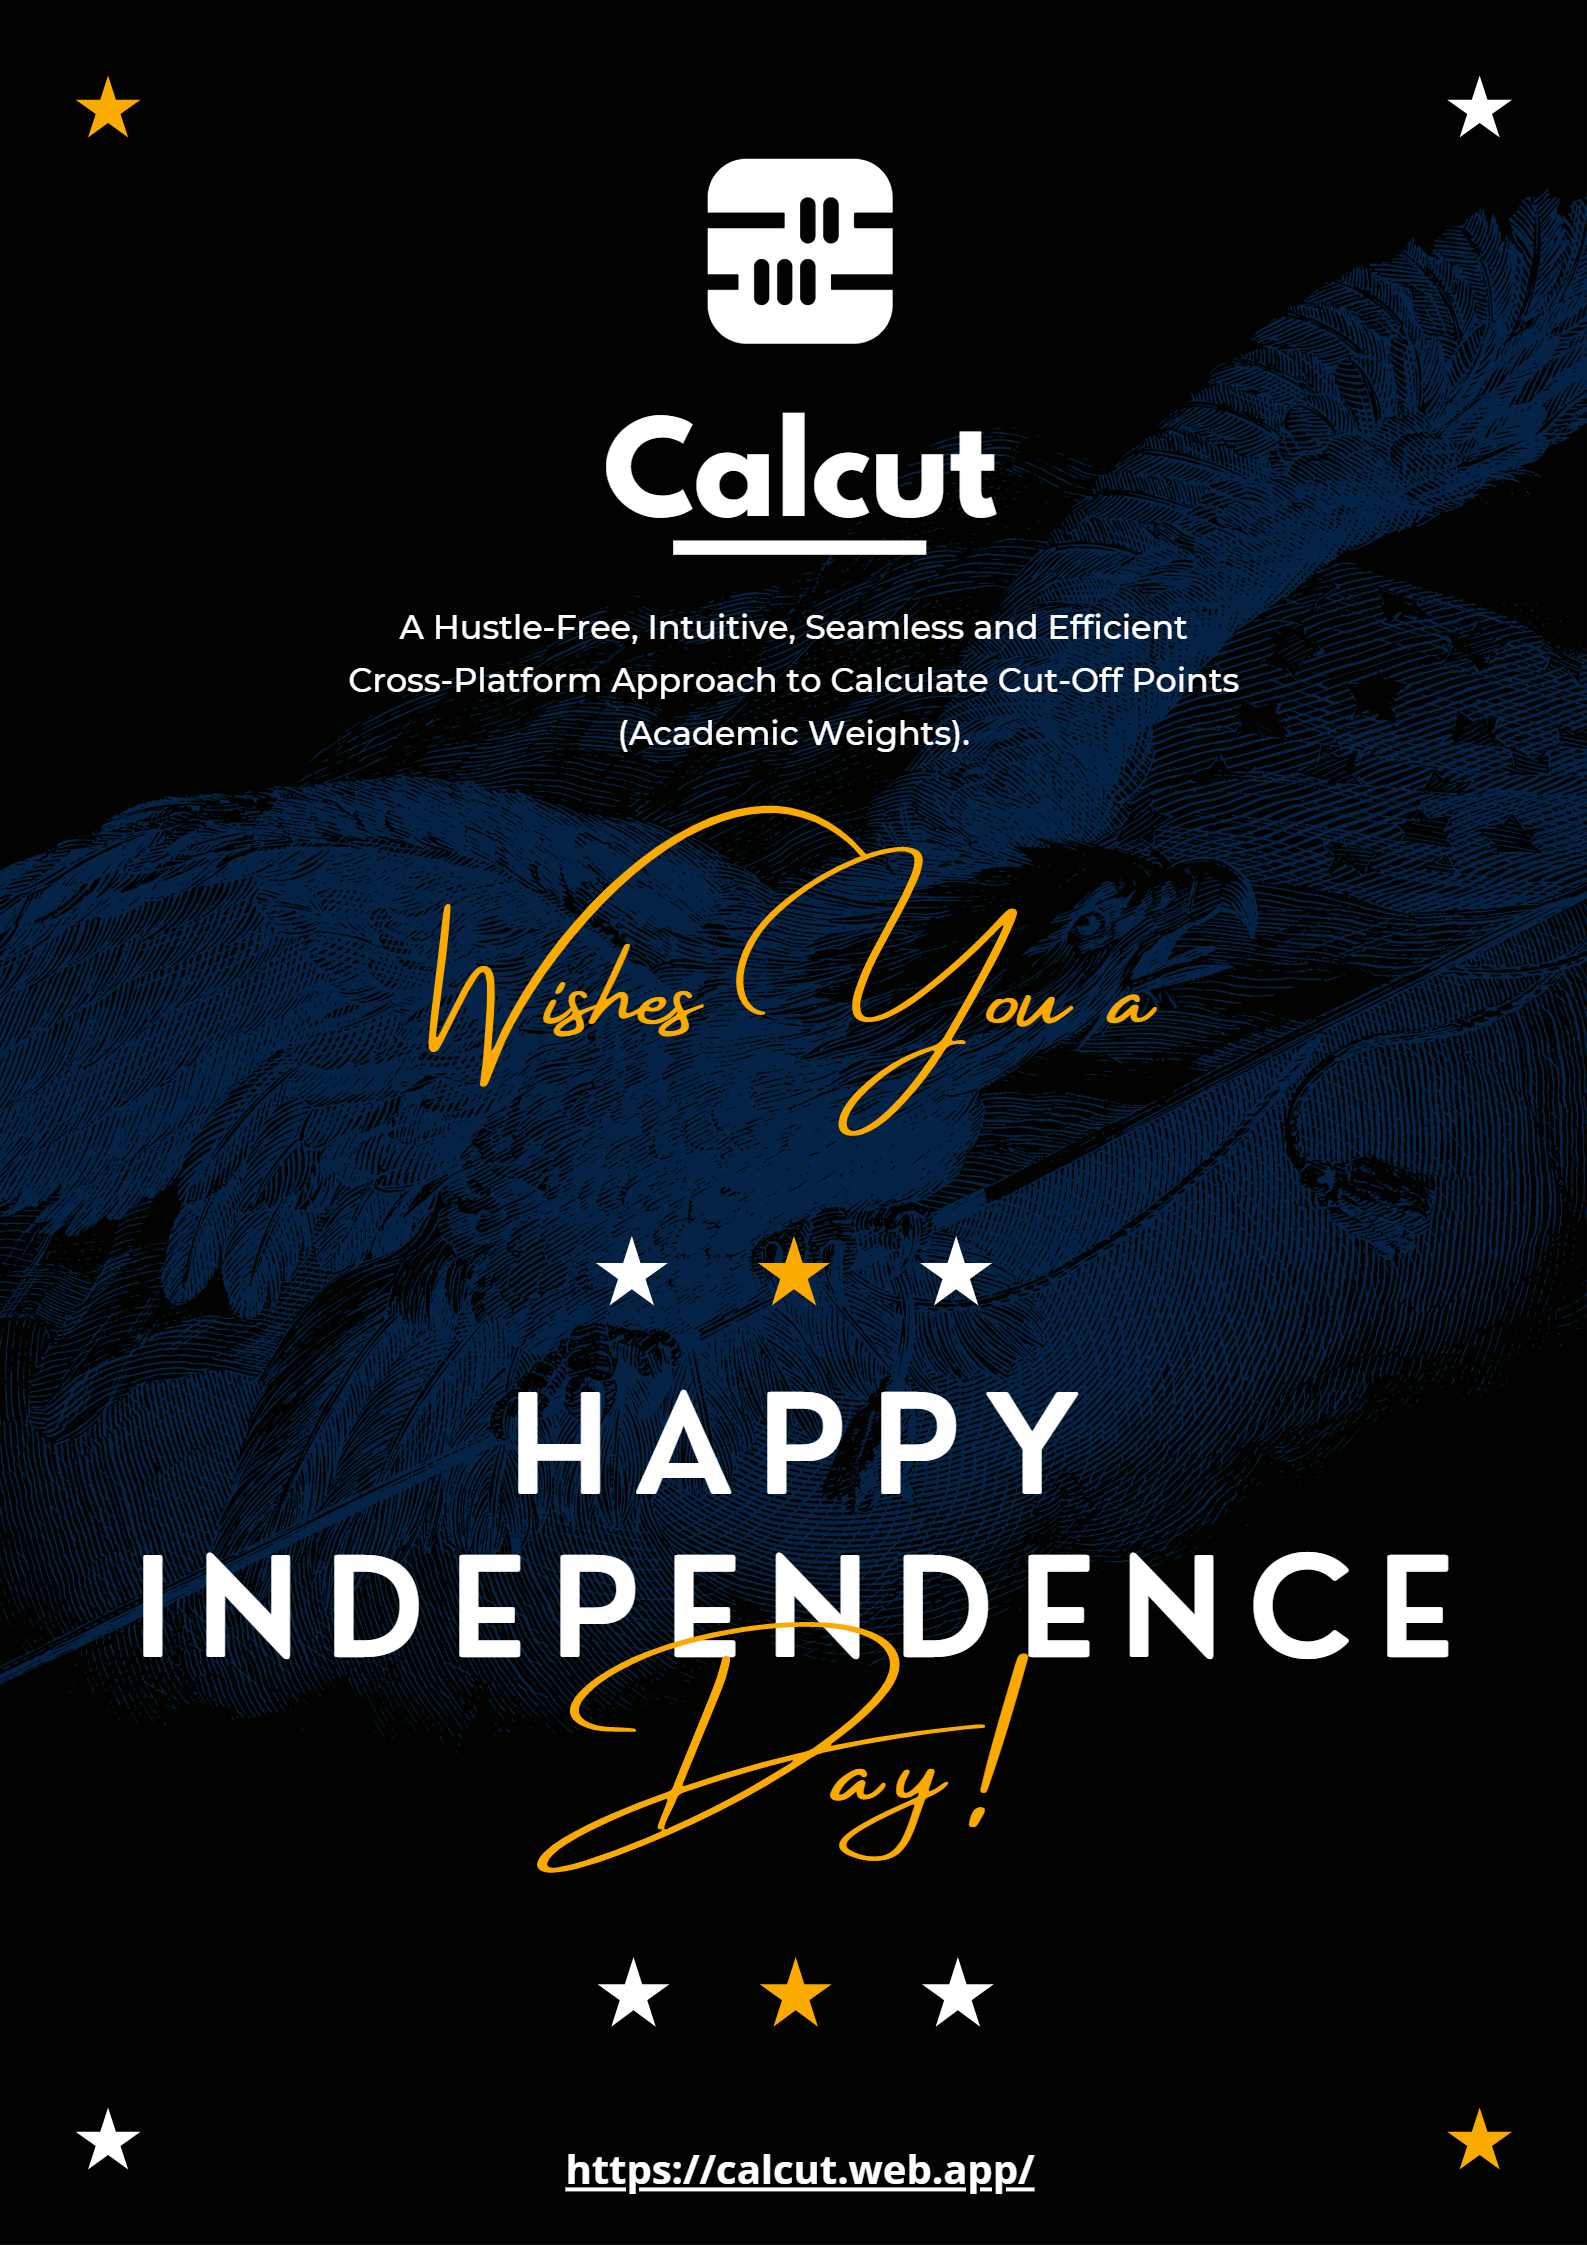 Calcut
A Hustle-Free, Intuitive, Seamless and Efficient
Cross-Platform Approach to Calculate Cut-Off Points
(Academic Weights).
Wishes You a
HAPPY
INDEPENDENCE
Day!
https://calcut.web.app/